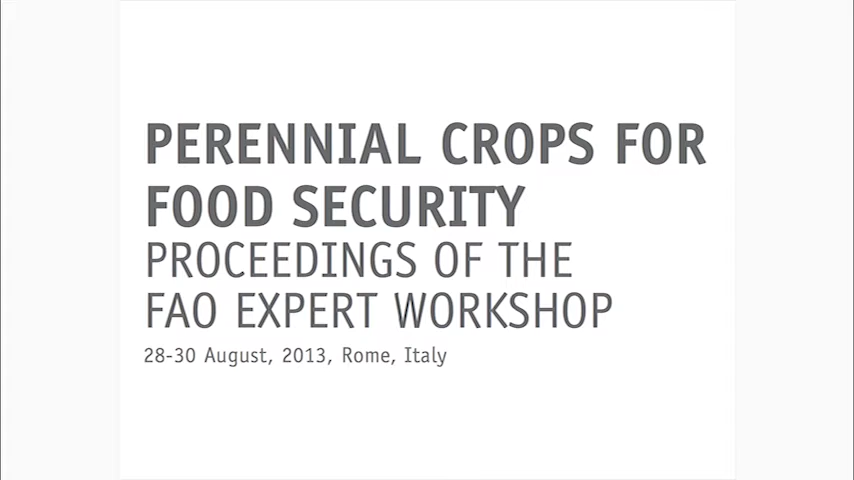 PERENNIAL CROPS FOR
FOOD SECURITY
PROCEEDINGS OF THE
FAO EXPERT WORKSHOP
28-30 August, 2013, Rome, Italy